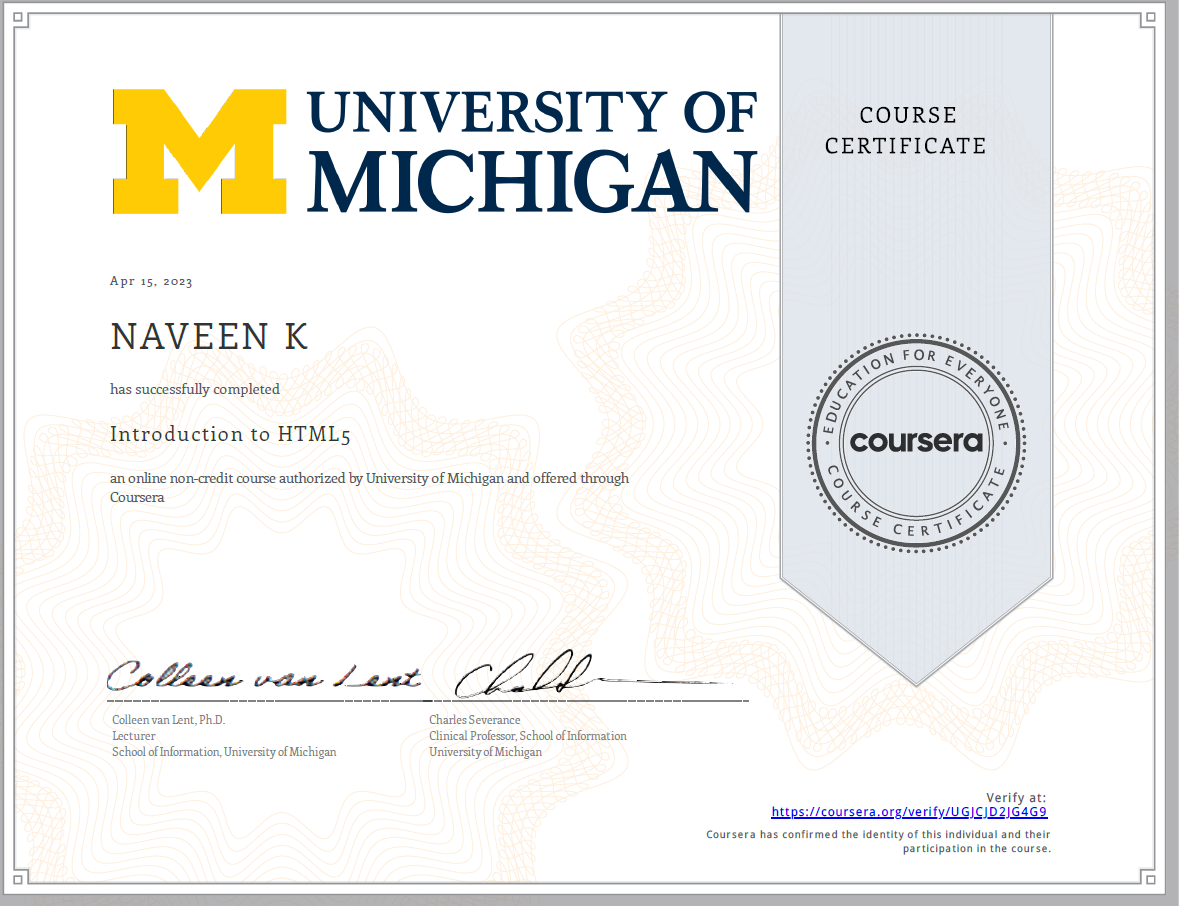 UNIVERSITY OF
MICHIGAN
COURSE
CERTIFICATE
Apr 15, 2023
NAVEEN K
has successfully completed
Introduction to HTML5
an online non-credit course authorized by University of Michigan and offered through
Coursera
EDUCATION FOR EVERYONE
coursera
COURSE CERTIFICATE
Colleen van Lent
Colleen van Lent, Ph.D.
Lecturer
School of Information, University of Michigan
Charles Severance
Clinical Professor, School of Information
University of Michigan
Verify at:
https://coursera.org/verify/UGJCJD2JG4G9
Coursera has confirmed the identity of this individual and their
participation in the course.